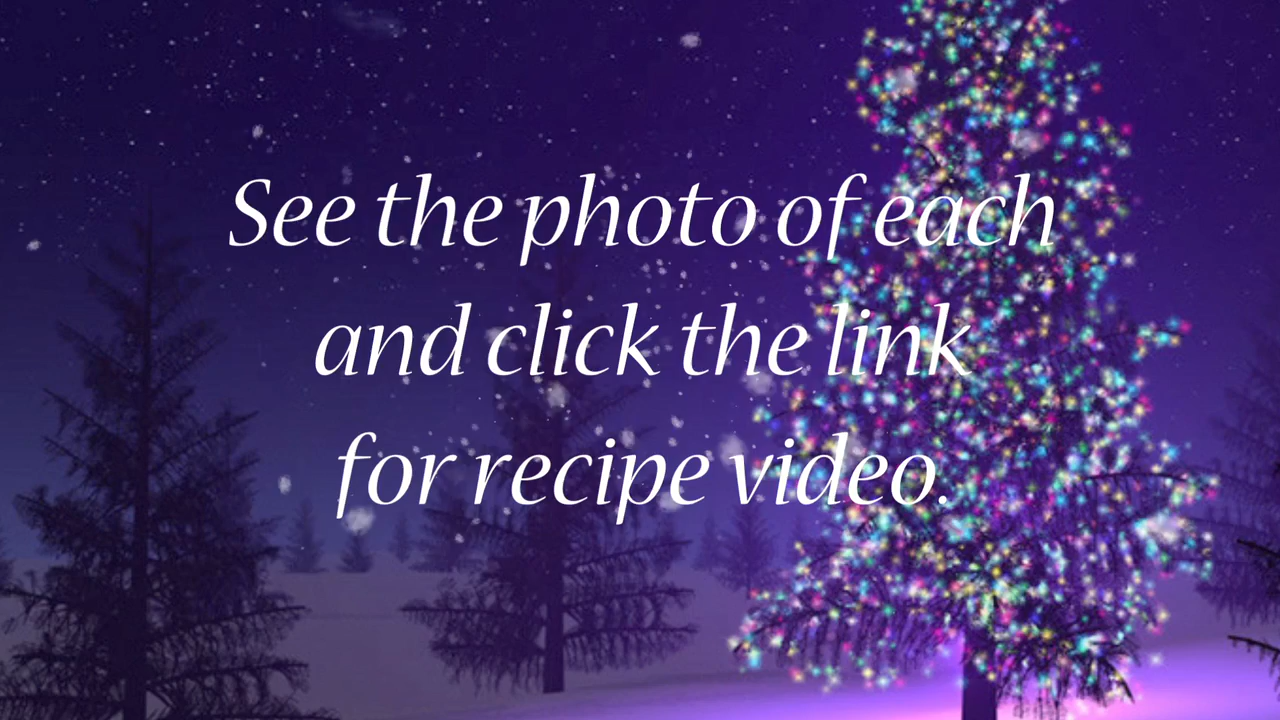 See the photo of each
and click the link
for recipe video.